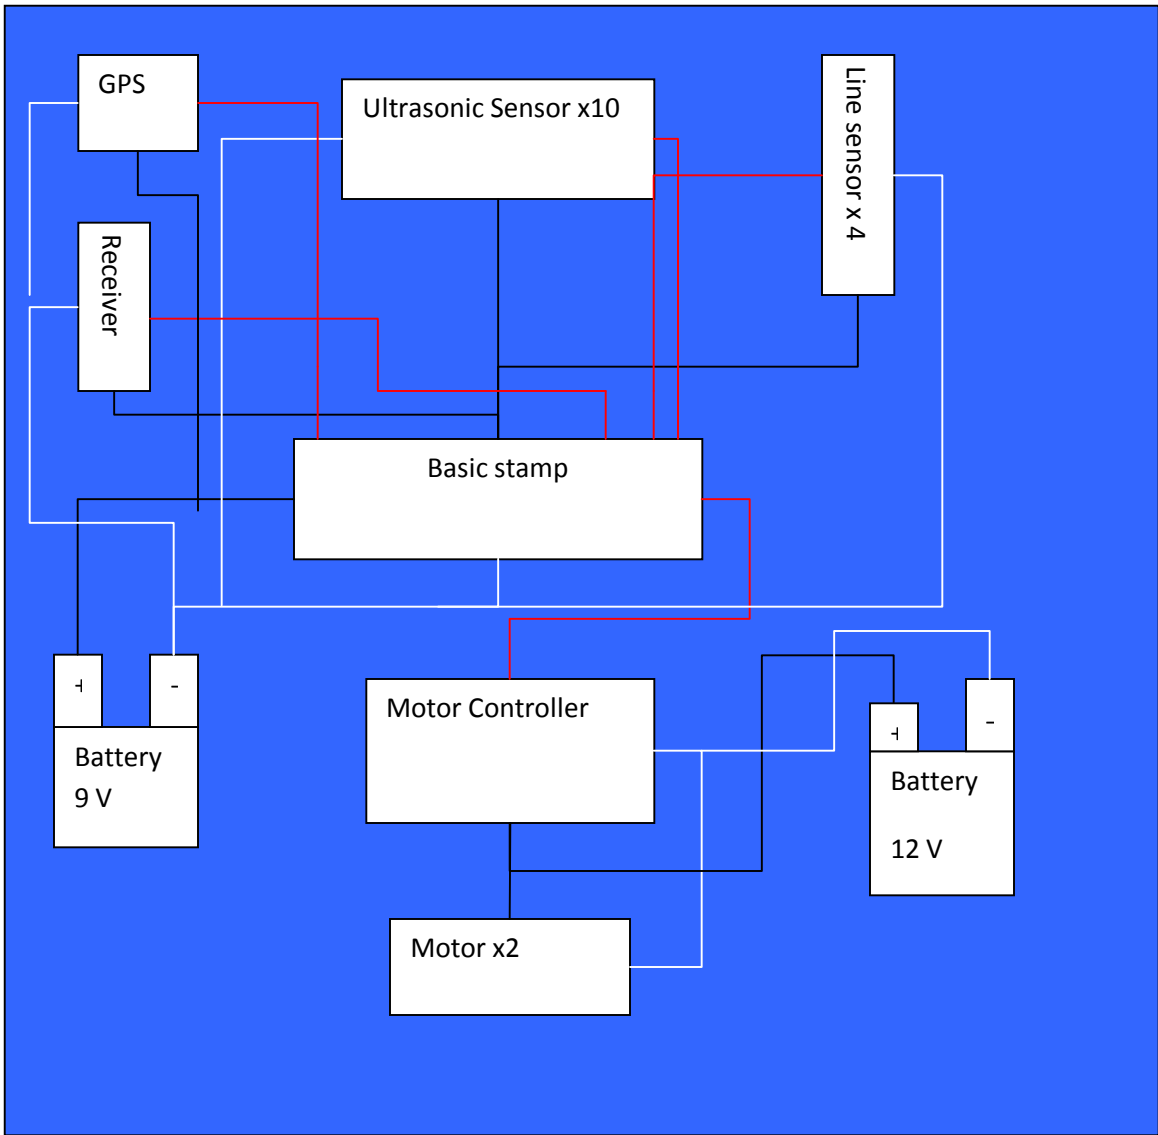 GPS
Ultrasonic Sensor x10
Line sensor x 4
Receiver
Basic stamp
+
-
Battery
9 V
Motor Controller
+
-
Battery
12 V
Motor x2